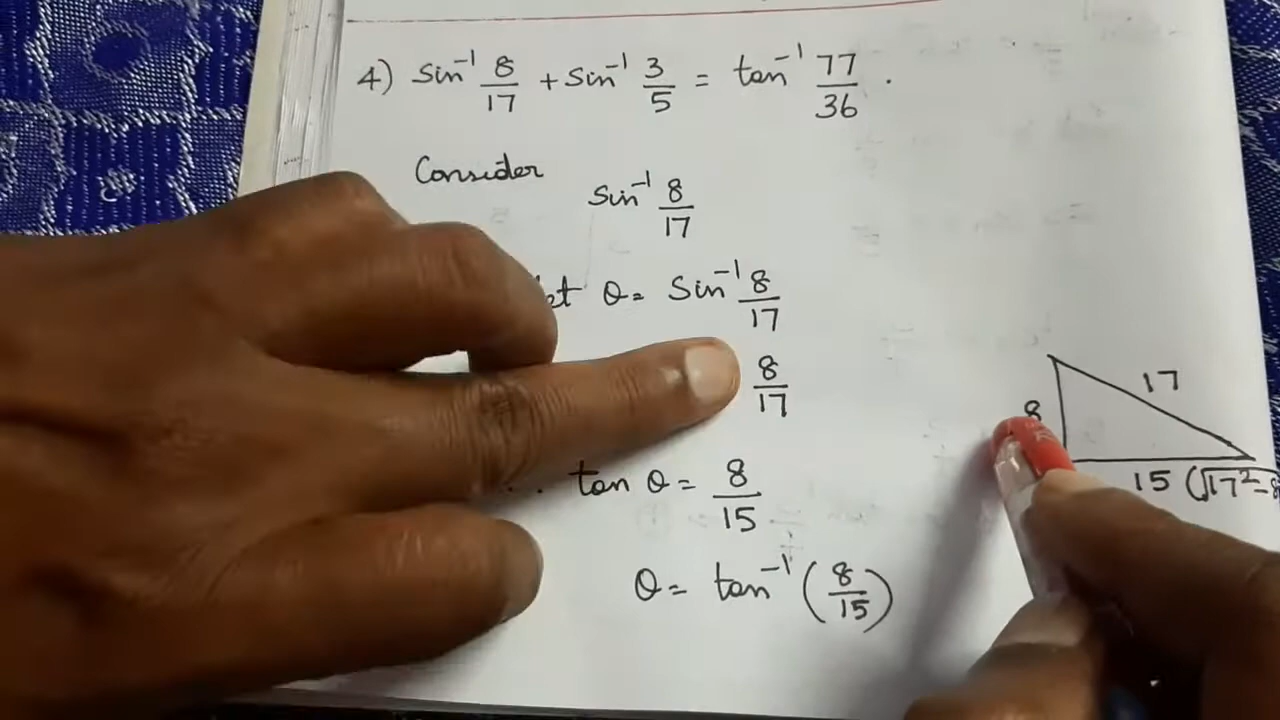 4) sin⁻¹ 8/17 + sin⁻¹ 3/5 = tan⁻¹ 77/36 .
Consider
sin⁻¹ 8/17
θ = sin⁻¹ 8/17
8/17
17
8
tan θ = 8/15
15 (√17²-8
θ = tan⁻¹ (8/15)